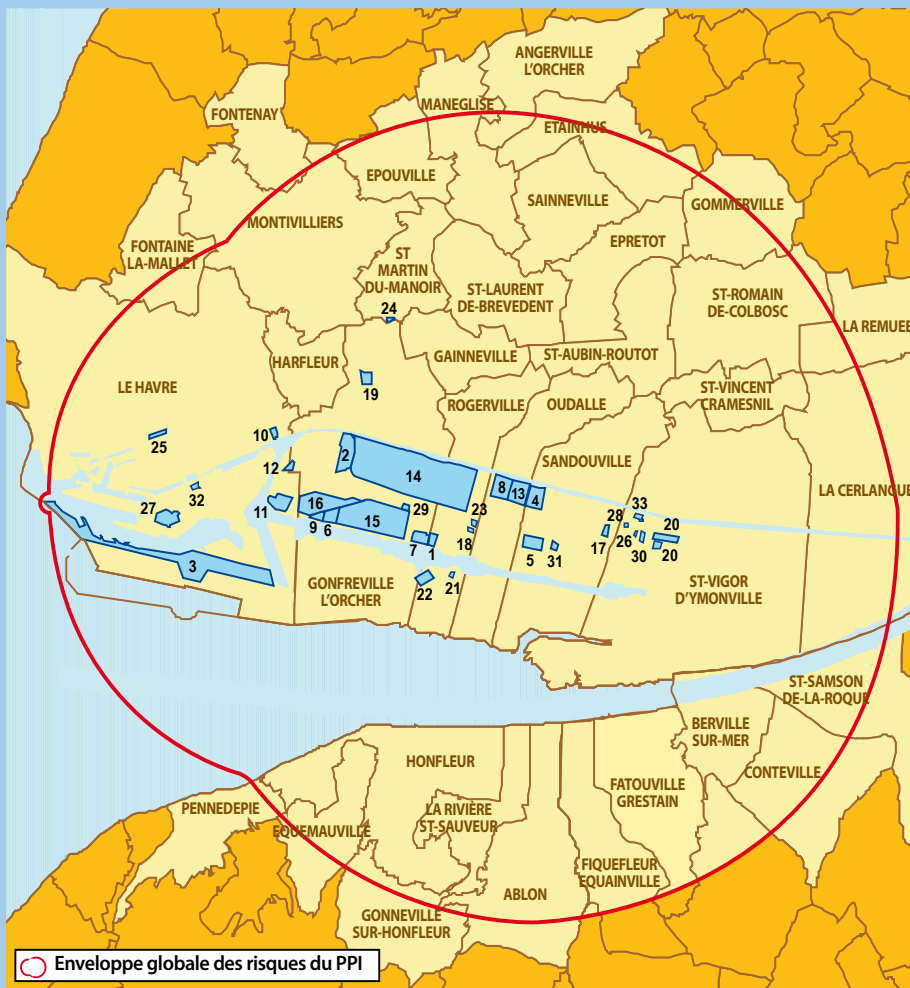 ANGERVILLE
L'ORCHER
MANEGLISE
FONTENAY
ETAINHUS
EPOUVILLE
SAINNEVILLE
GOMMERVILLE
MONTIVILLIERS
EPRETOT
FONTAINE
LA-MALLET
ST
MARTIN
DU-MANOIR
ST-LAURENT
DE-BREVEDENT
ST-ROMAIN
DE-COLBOSC
24
LA REMUEE
HARFLEUR
GAINNEVILLE
ST-AUBIN-ROUTOT
LE HAVRE
19
ST-VINCENT
CRAMESNIL
ROGERVILLE
OUDALLE
10
25
2
SANDOUVILLE
12
14
8
13
4
LA CERLANGUE
32
27
11
16
29
23
33
28
20
9
6
15
7
1
18
5
31
17
26
30
20
3
22
21
GONFREVILLE
L'ORCHER
ST-VIGOR
D'YMONVILLE
ST-SAMSON
DE-LA-ROQUE
BERVILLE
SUR-MER
HONFLEUR
CONTEVILLE
FATOUVILLE
GRESTAIN
PENNEDEPIE
LA RIVIÈRE
ST-SAUVEUR
EQUEMAUVILLE
FIQUEFLEUR
EQUAINVILLE
ABLON
GONNEVILLE
SUR-HONFLEUR
Enveloppe globale des risques du PPI